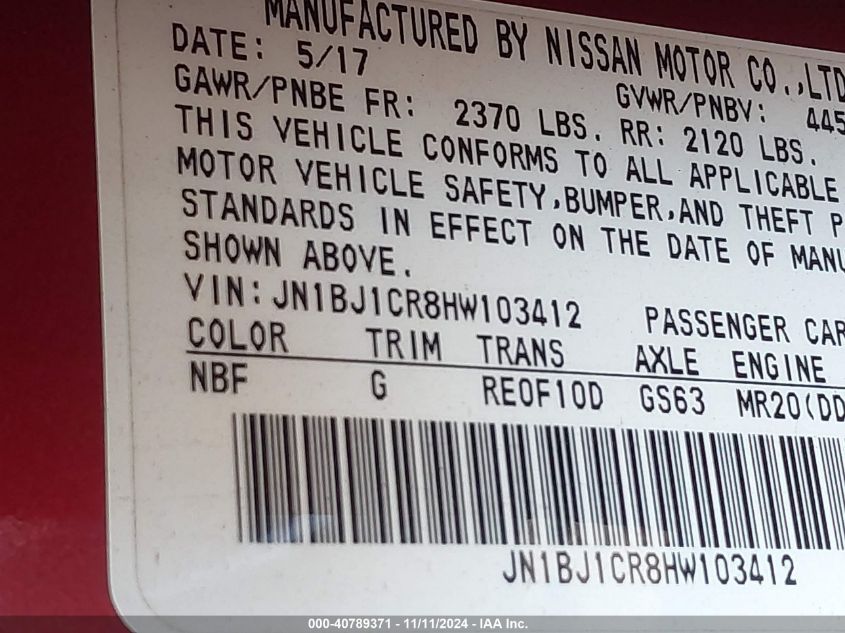 MANUFACTURED BY NISSAN MOTOR CO.,LTD
DATE: 5/17 GVWR/PNBV: 445
GAWR/PNBE FR: 2370 LBS. RR: 2120 LBS.
THIS VEHICLE CONFORMS TO ALL APPLICABLE
MOTOR VEHICLE SAFETY,BUMPER,AND THEFT P
STANDARDS IN EFFECT ON THE DATE OF MANU
SHOWN ABOVE.
VIN: JN1BJ1CR8HW103412 PASSENGER CAR
COLOR TRIM TRANS AXLE ENGINE
NBF G RE0F10D GS63 MR20(DD
JN1BJ1CR8HW103412
000-40789371 - 11/11/2024 - IAA Inc.